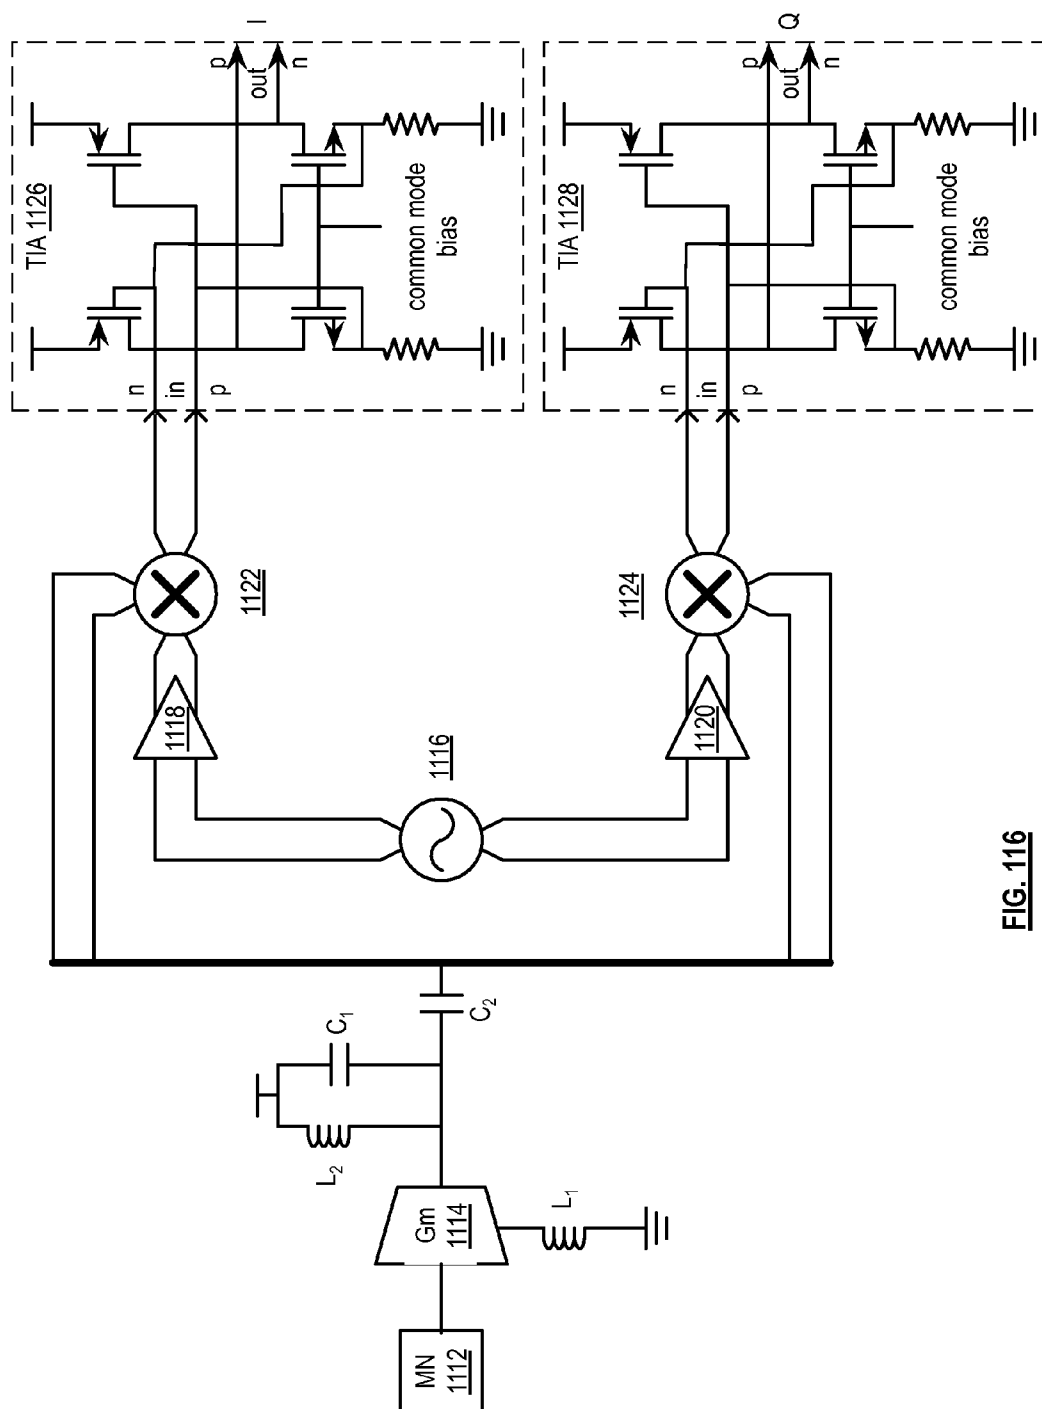 MN
1112
Gm
1114
L1
L2
C1
C2
1116
1118
1120
1122
1124
n
in
p
TIA 1126
common mode
bias
p
out
n
I
n
in
p
TIA 1128
common mode
bias
p
out
n
Q
FIG. 116